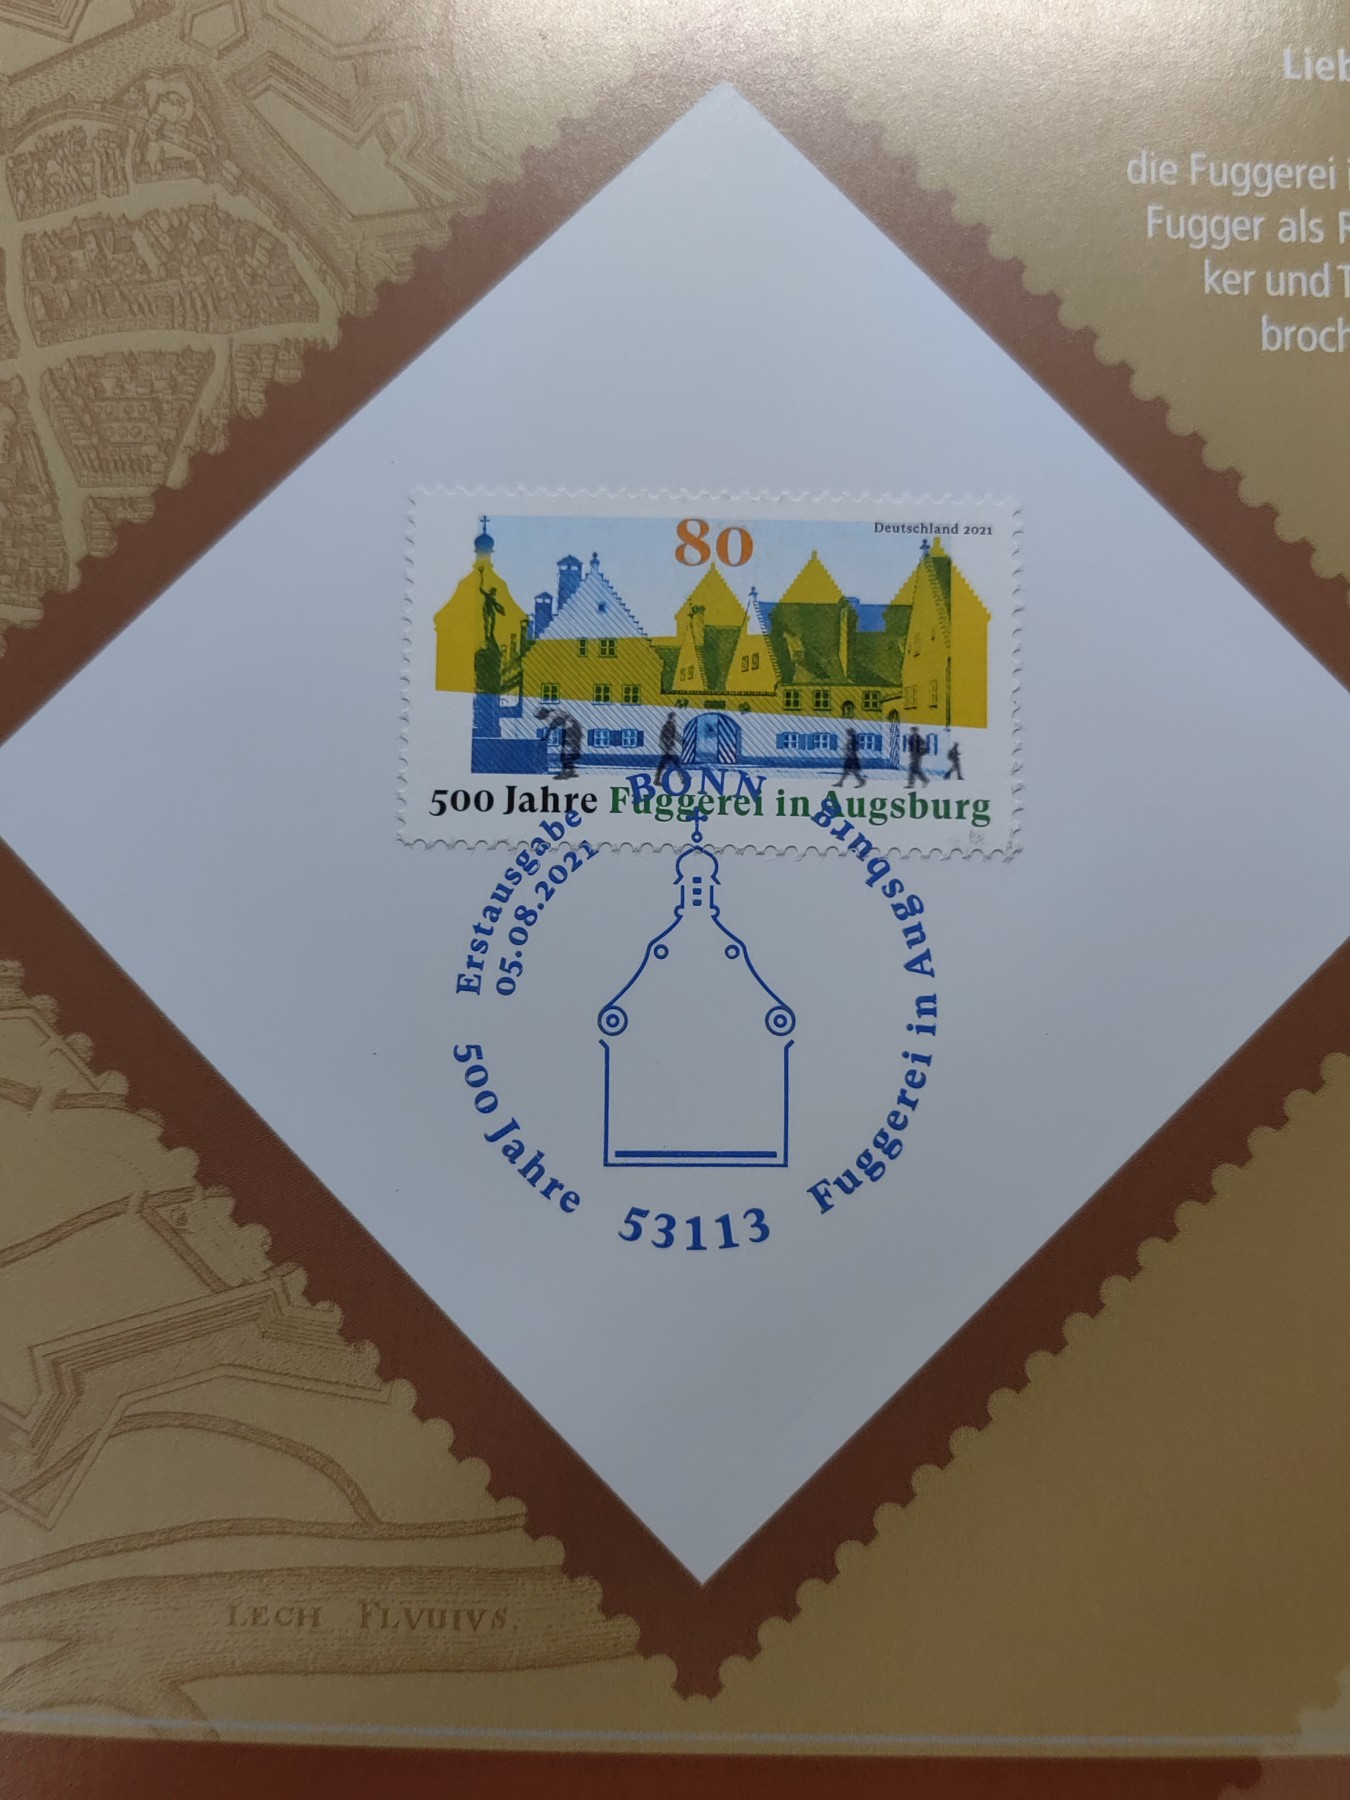 Lieb
die Fuggerei i
Fugger als R
ker und T
broch
80
Deutschland 2021
500 Jahre Fuggerei in Augsburg
BONN
Erstausgabe
05.08.2021
500 Jahre
Fuggerei in Augsburg
53113
LECH FLVUIVS.